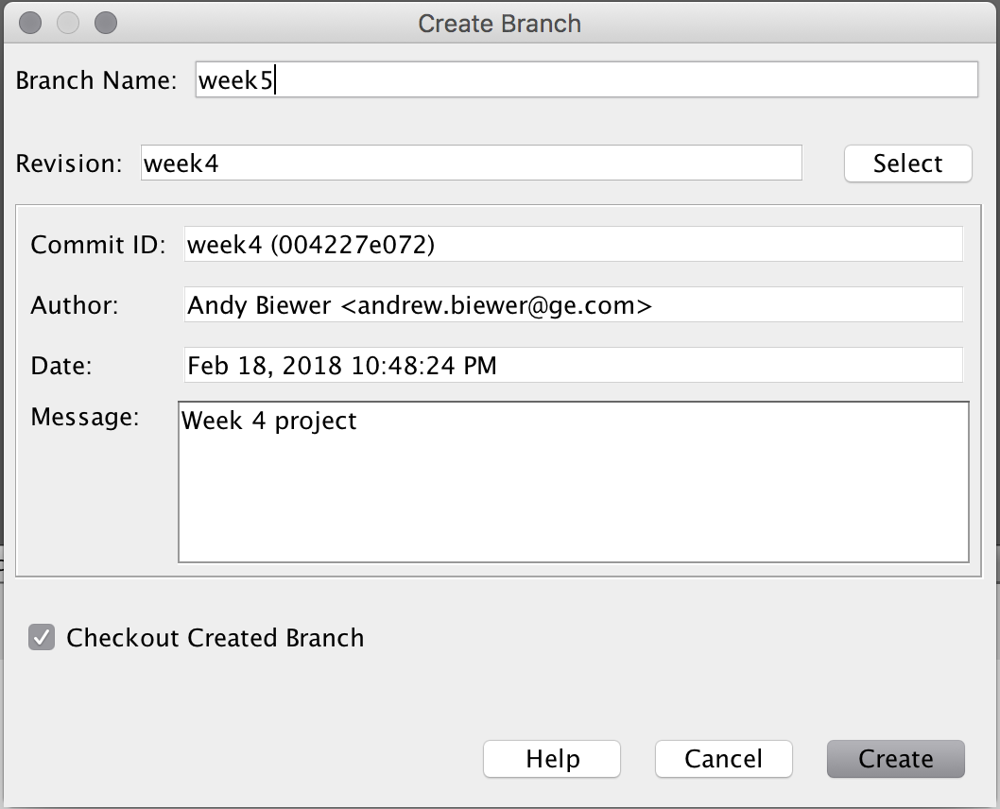 Create Branch
Branch Name: week5
Revision: week4 Select
Commit ID: week4 (004227e072)
Author: Andy Biewer <andrew.biewer@ge.com>
Date: Feb 18, 2018 10:48:24 PM
Message: Week 4 project
Checkout Created Branch
Help Cancel Create